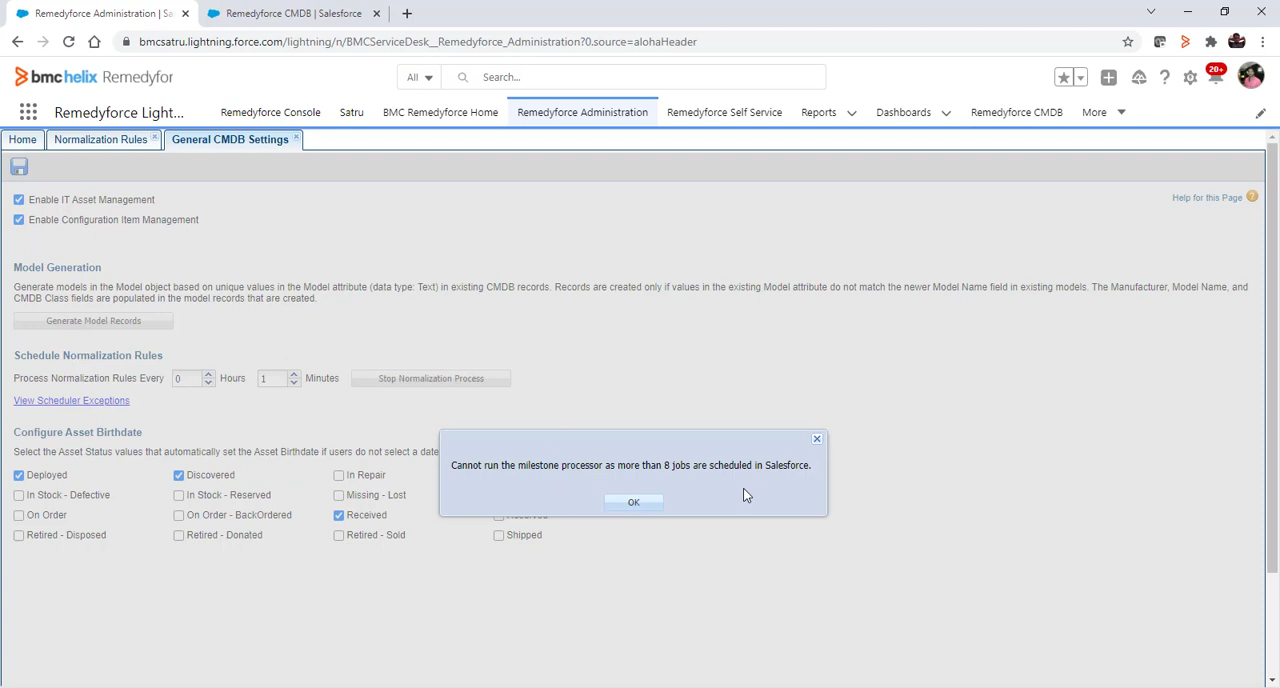 Remedyforce Administration | Sa
Remedyforce CMDB | Salesforce
bmcsatru.lightning.force.com/lightning/n/BMCServiceDesk__Remedyforce_Administration?0.source=alohaHeader
bmc helix Remedyfor
All
Search...
20+
Remedyforce Light...
Remedyforce Console
Satru
BMC Remedyforce Home
Remedyforce Administration
Remedyforce Self Service
Reports
Dashboards
Remedyforce CMDB
More
Home
Normalization Rules
General CMDB Settings
Enable IT Asset Management
Help for this Page
Enable Configuration Item Management
Model Generation
Generate models in the Model object based on unique values in the Model attribute (data type: Text) in existing CMDB records. Records are created only if values in the existing Model attribute do not match the newer Model Name field in existing models. The Manufacturer, Model Name, and
CMDB Class fields are populated in the model records that are created.
Generate Model Records
Schedule Normalization Rules
Process Normalization Rules Every 0 Hours 1 Minutes Stop Normalization Process
View Scheduler Exceptions
Configure Asset Birthdate
Select the Asset Status values that automatically set the Asset Birthdate if users do not select a date
Cannot run the milestone processor as more than 8 jobs are scheduled in Salesforce.
OK
Deployed Discovered In Repair
In Stock - Defective In Stock - Reserved Missing - Lost
On Order On Order - BackOrdered Received
Retired - Disposed Retired - Donated Retired - Sold Shipped